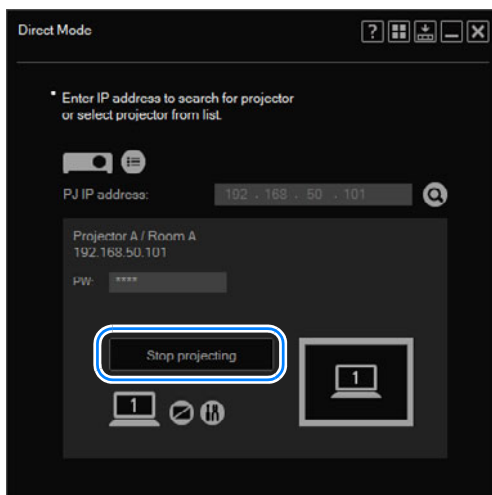 Direct Mode
?
Enter IP address to search for projector
or select projector from list.
PJ IP address:
192 . 168 . 50 . 101
Projector A / Room A
192.168.50.101
PW:
****
Stop projecting
1
1